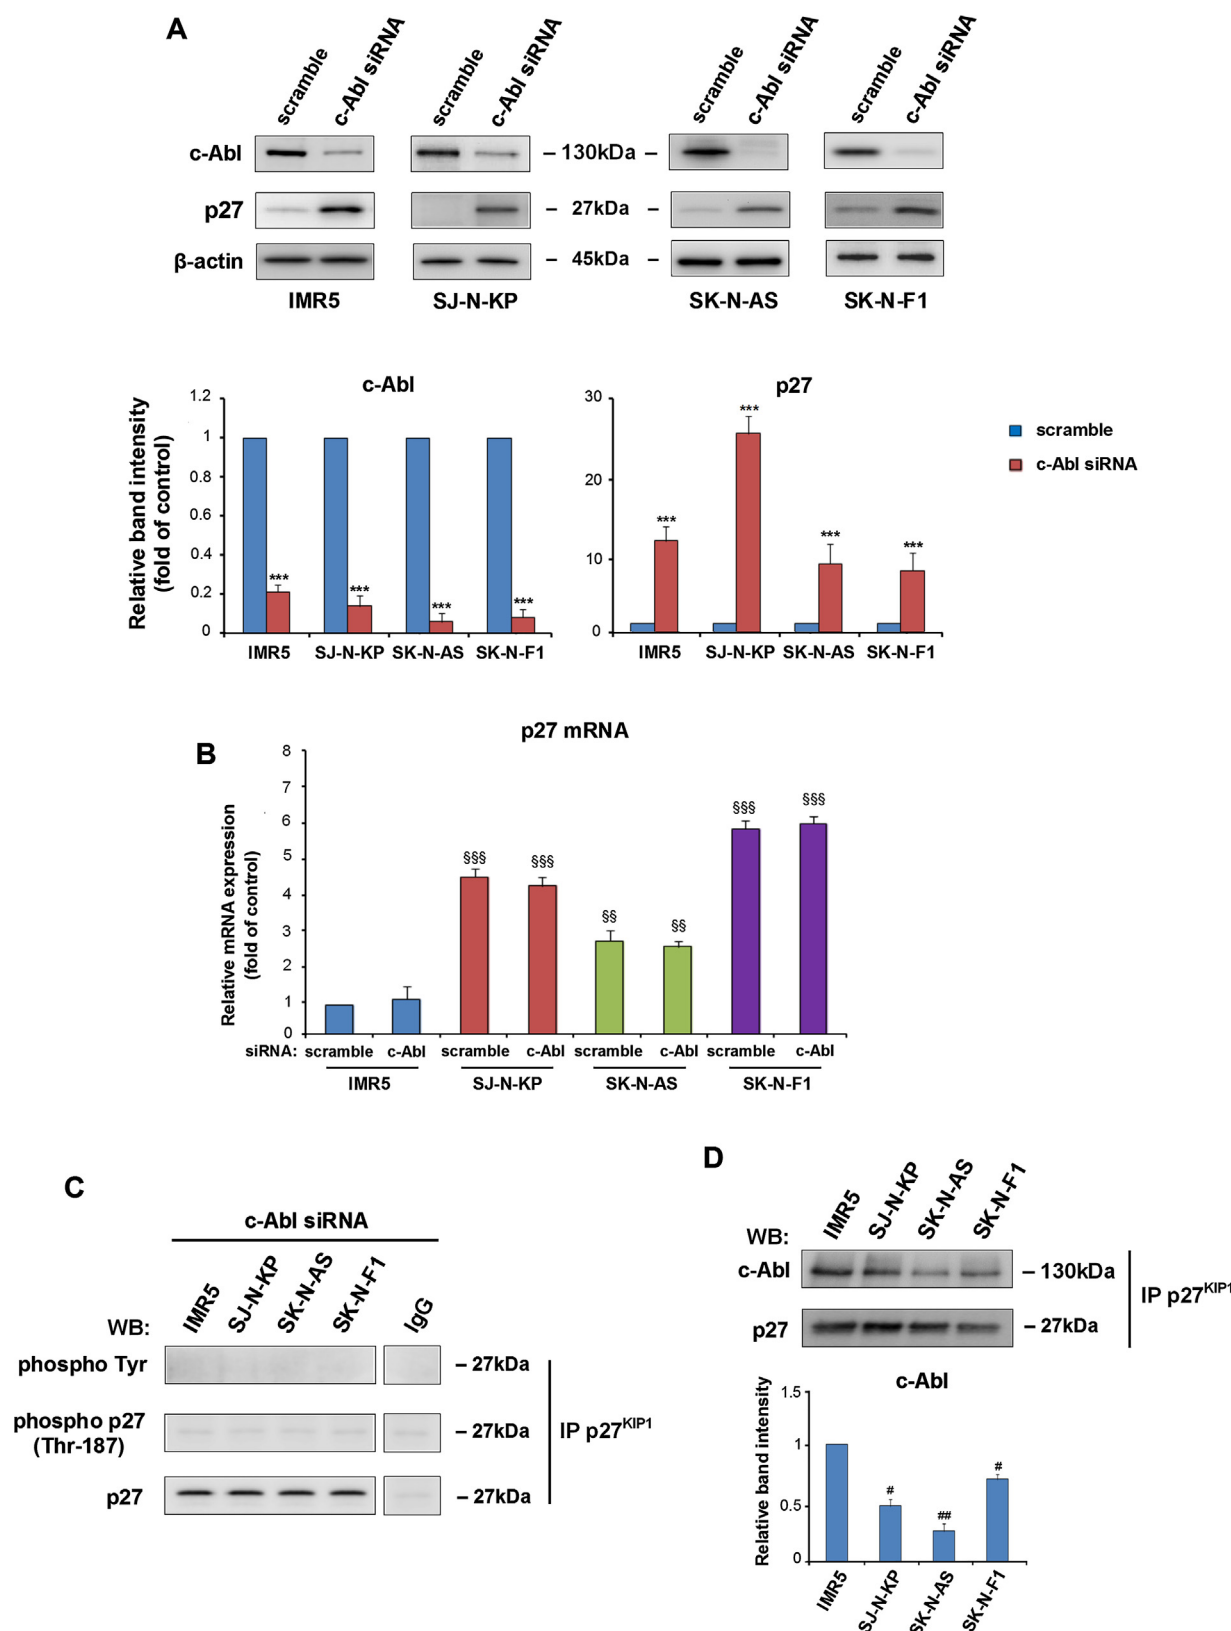 A
scramble
c-Abl siRNA
scramble
c-Abl siRNA
scramble
c-Abl siRNA
scramble
c-Abl siRNA
c-Abl
– 130kDa –
p27
– 27kDa –
β-actin
– 45kDa –
IMR5
SJ-N-KP
SK-N-AS
SK-N-F1
c-Abl
Relative band intensity
(fold of control)
1.2
1
0.8
0.6
0.4
0.2
0
***
***
***
***
IMR5
SJ-N-KP
SK-N-AS
SK-N-F1
p27
30
20
10
0
***
***
***
***
IMR5
SJ-N-KP
SK-N-AS
SK-N-F1
scramble
c-Abl siRNA
B
p27 mRNA
Relative mRNA expression
(fold of control)
8
7
6
5
4
3
2
1
0
§§§
§§§
§§
§§
§§§
§§§
siRNA: scramble c-Abl scramble c-Abl scramble c-Abl scramble c-Abl
IMR5
SJ-N-KP
SK-N-AS
SK-N-F1
C
c-Abl siRNA
WB:
IMR5
SJ-N-KP
SK-N-AS
SK-N-F1
IgG
phospho Tyr
– 27kDa
phospho p27
(Thr-187)
– 27kDa
p27
– 27kDa
IP p27KIP1
D
WB:
IMR5
SJ-N-KP
SK-N-AS
SK-N-F1
c-Abl
– 130kDa
p27
– 27kDa
IP p27KIP1
c-Abl
Relative band intensity
1.5
1
0.5
0
#
##
#
IMR5
SJ-N-KP
SK-N-AS
SK-N-F1